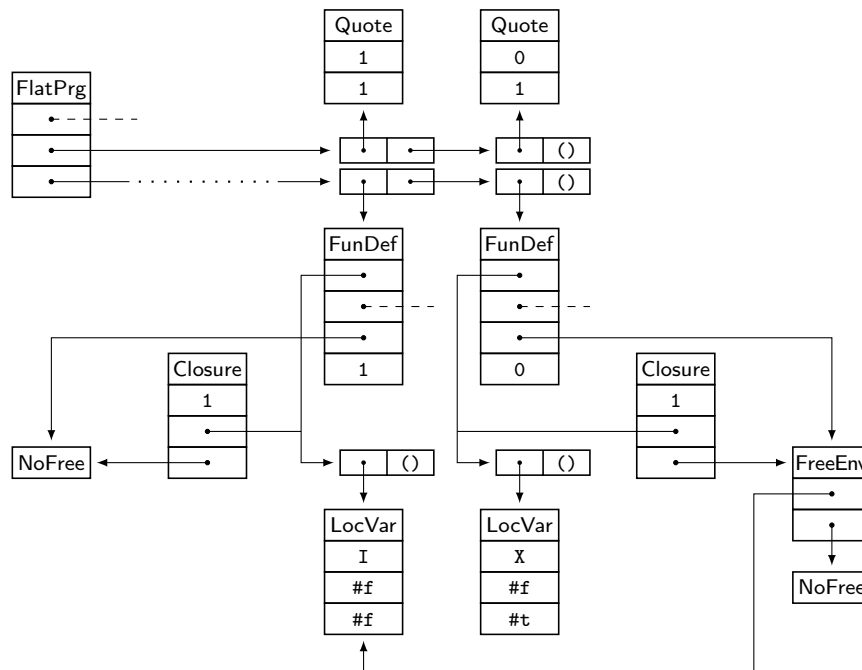 Quote Quote
1 0
FlatPrg 1 1
() 
()
FunDef FunDef
Closure 1 0 Closure
1 1
NoFree () () FreeEnv
LocVar LocVar
I X
#f #f NoFree
#f #t